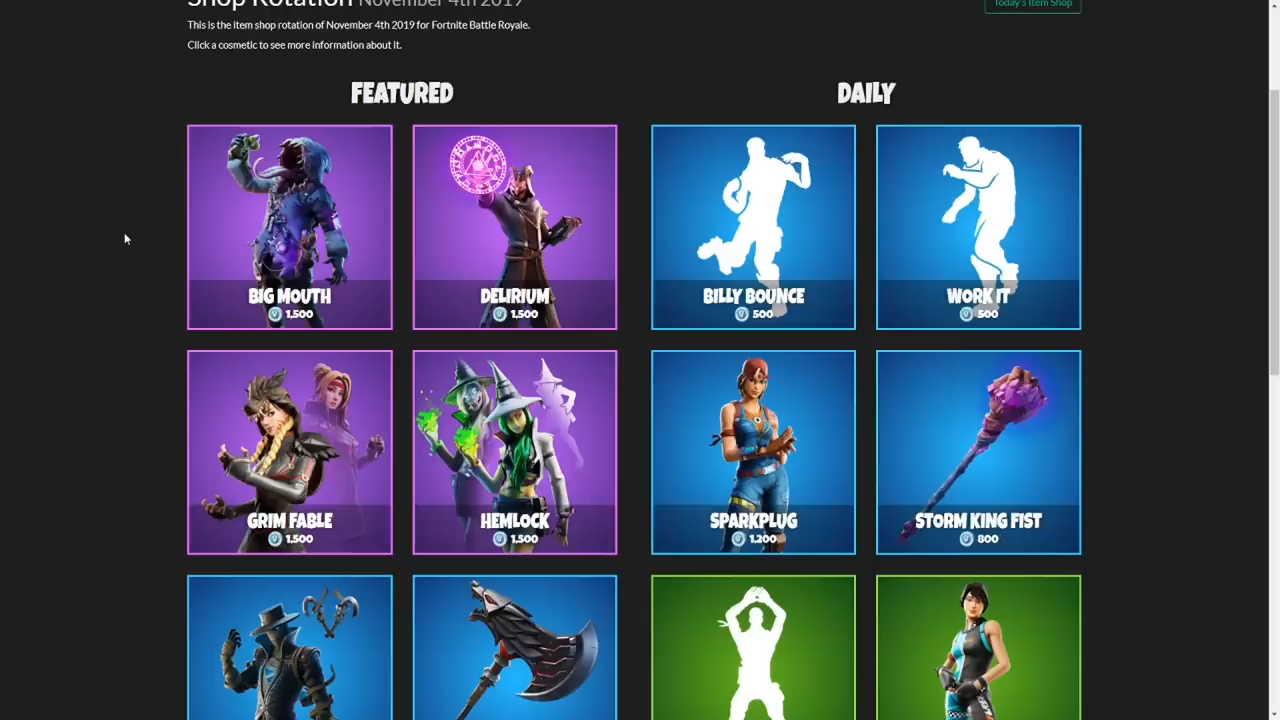 Shop Rotation November 4th 2019
Today's Item Shop
This is the item shop rotation of November 4th 2019 for Fortnite Battle Royale.
Click a cosmetic to see more information about it.
FEATURED
DAILY
BIG MOUTH
1,500
DELIRIUM
1,500
BILLY BOUNCE
500
WORK IT
500
GRIM FABLE
1,500
HEMLOCK
1,500
SPARKPLUG
1,200
STORM KING FIST
800